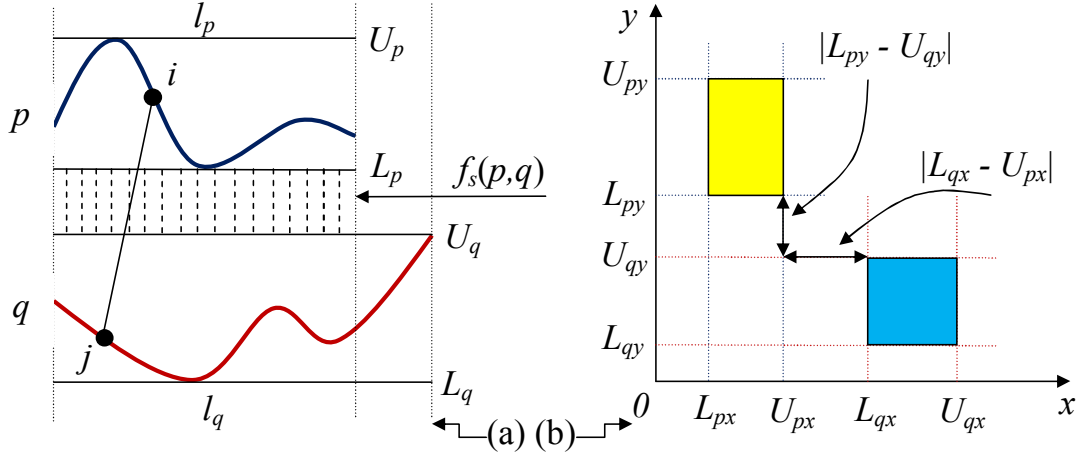 l_p
U_p
i
p
L_p
f_s(p,q)
U_q
q
j
L_q
l_q
(a) (b)
y
|L_py - U_qy|
U_py
|L_qx - U_px|
L_py
U_qy
L_qy
0
L_px
U_px
L_qx
U_qx
x